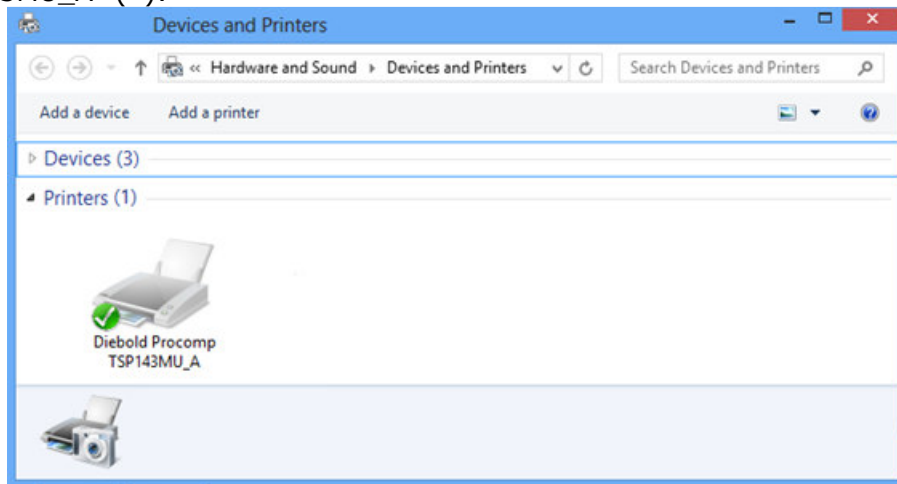 Devices and Printers
« Hardware and Sound ▸ Devices and Printers
Search Devices and Printers
Add a device Add a printer
Devices (3)
Printers (1)
Diebold Procomp
TSP143MU_A